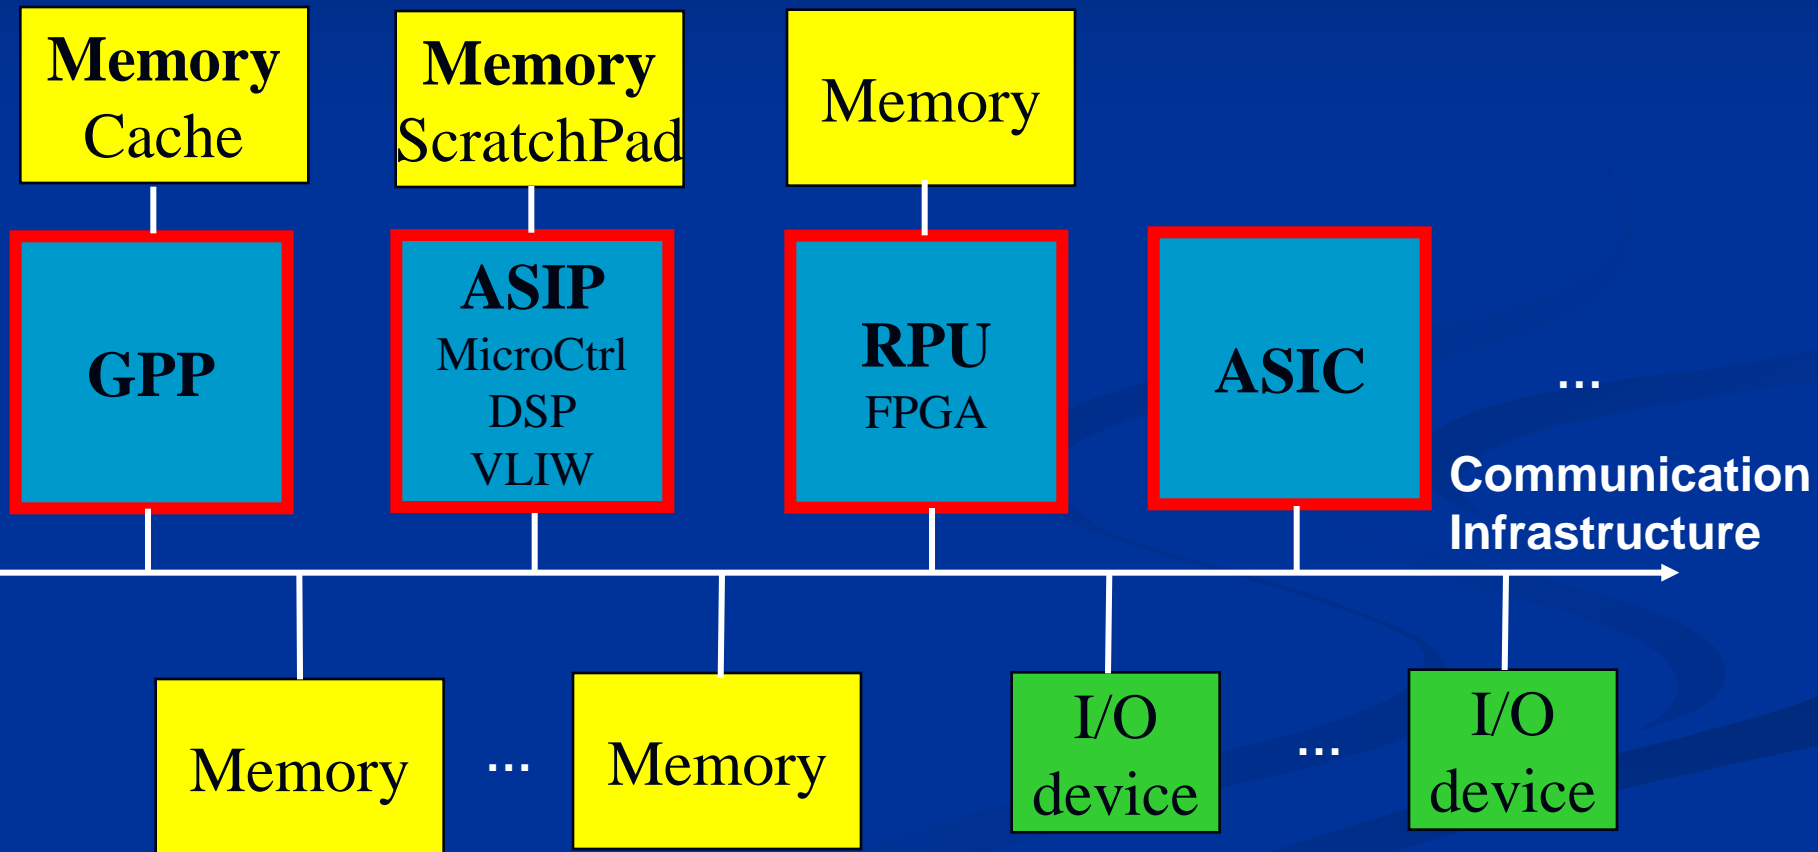 Memory
Cache
Memory
ScratchPad
Memory
GPP
ASIP
MicroCtrl
DSP
VLIW
RPU
FPGA
ASIC
...
Communication
Infrastructure
Memory
...
Memory
I/O
device
...
I/O
device